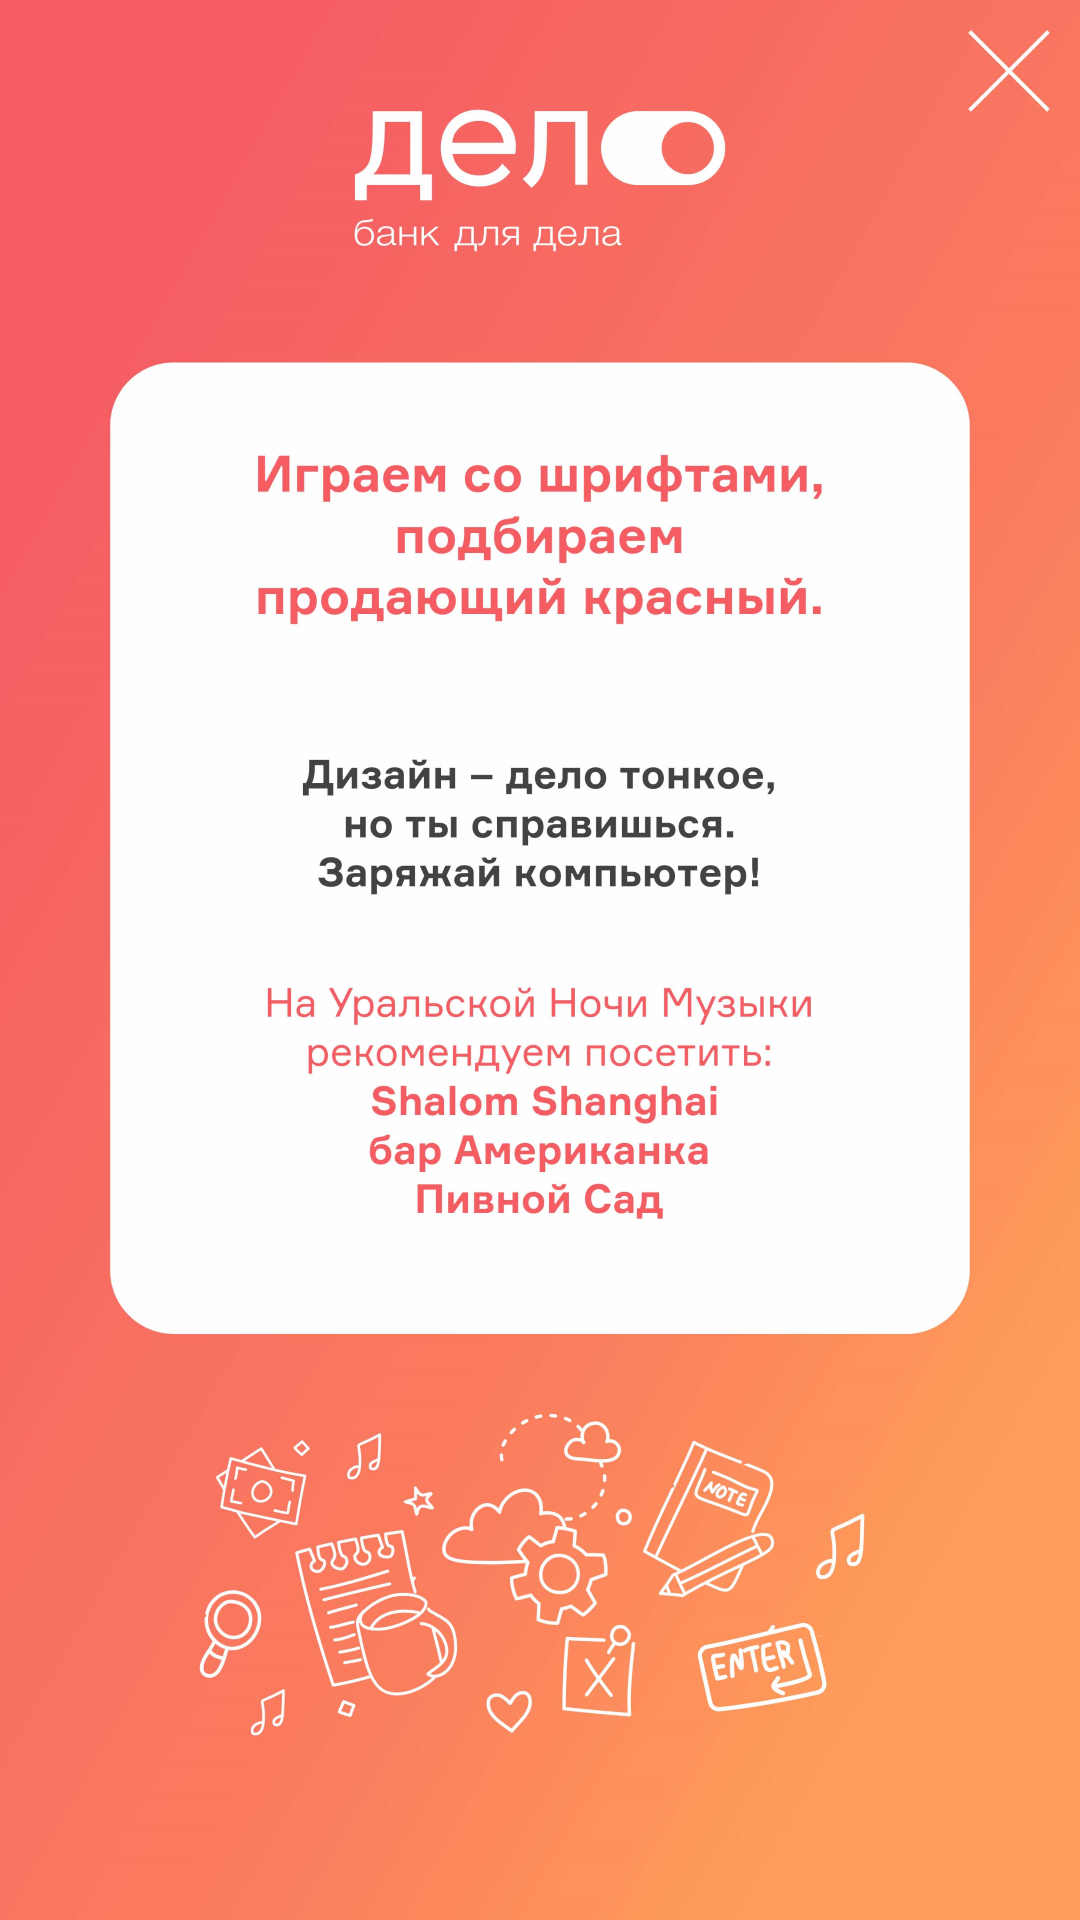 дело
банк для дела
Играем со шрифтами,
подбираем
продающий красный.
Дизайн – дело тонкое,
но ты справишься.
Заряжай компьютер!
На Уральской Ночи Музыки
рекомендуем посетить:
Shalom Shanghai
бар Американка
Пивной Сад
NOTE
X
ENTER